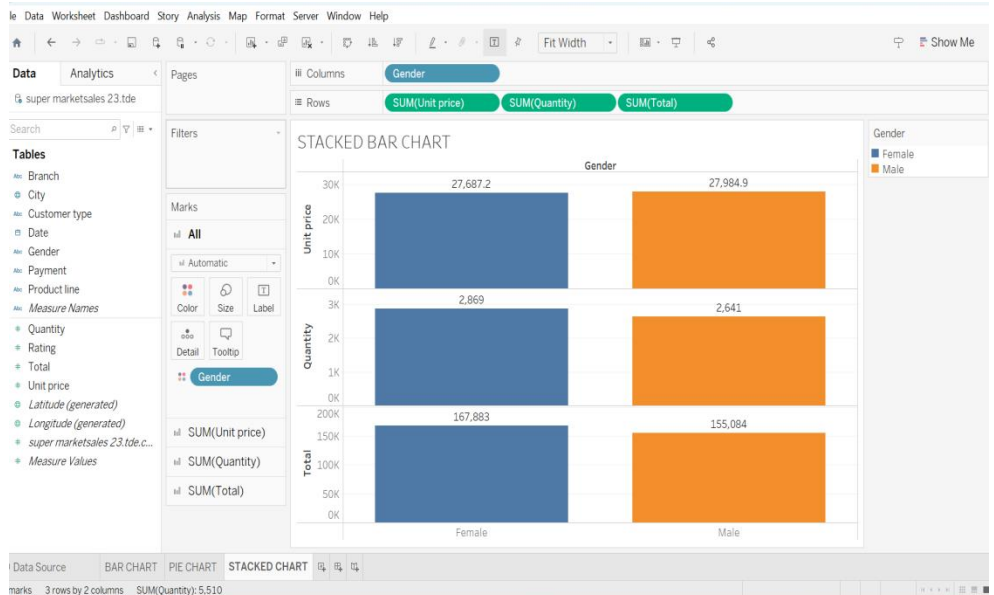 le Data Worksheet Dashboard Story Analysis Map Format Server Window Help
Fit Width
Show Me
Data Analytics
super marketsales 23.tde
Search
Tables
Abc Branch
City
Abc Customer type
Date
Abc Gender
Abc Payment
Abc Product line
Abc Measure Names
Quantity
Rating
Total
Unit price
Latitude (generated)
Longitude (generated)
super marketsales 23.tde.c...
Measure Values
Pages
Filters
Marks
All
Automatic
Color Size Label
Detail Tooltip
Gender
SUM(Unit price)
SUM(Quantity)
SUM(Total)
Columns Gender
Rows SUM(Unit price) SUM(Quantity) SUM(Total)
STACKED BAR CHART
Gender
Unit price
30K
20K
10K
0K
27,687.2 27,984.9
Quantity
3K
2K
1K
0K
2,869 2,641
Total
200K
150K
100K
50K
0K
167,883 155,084
Female Male
Gender
Female
Male
Data Source BAR CHART PIE CHART STACKED CHART
marks 3 rows by 2 columns SUM(Quantity): 5,510